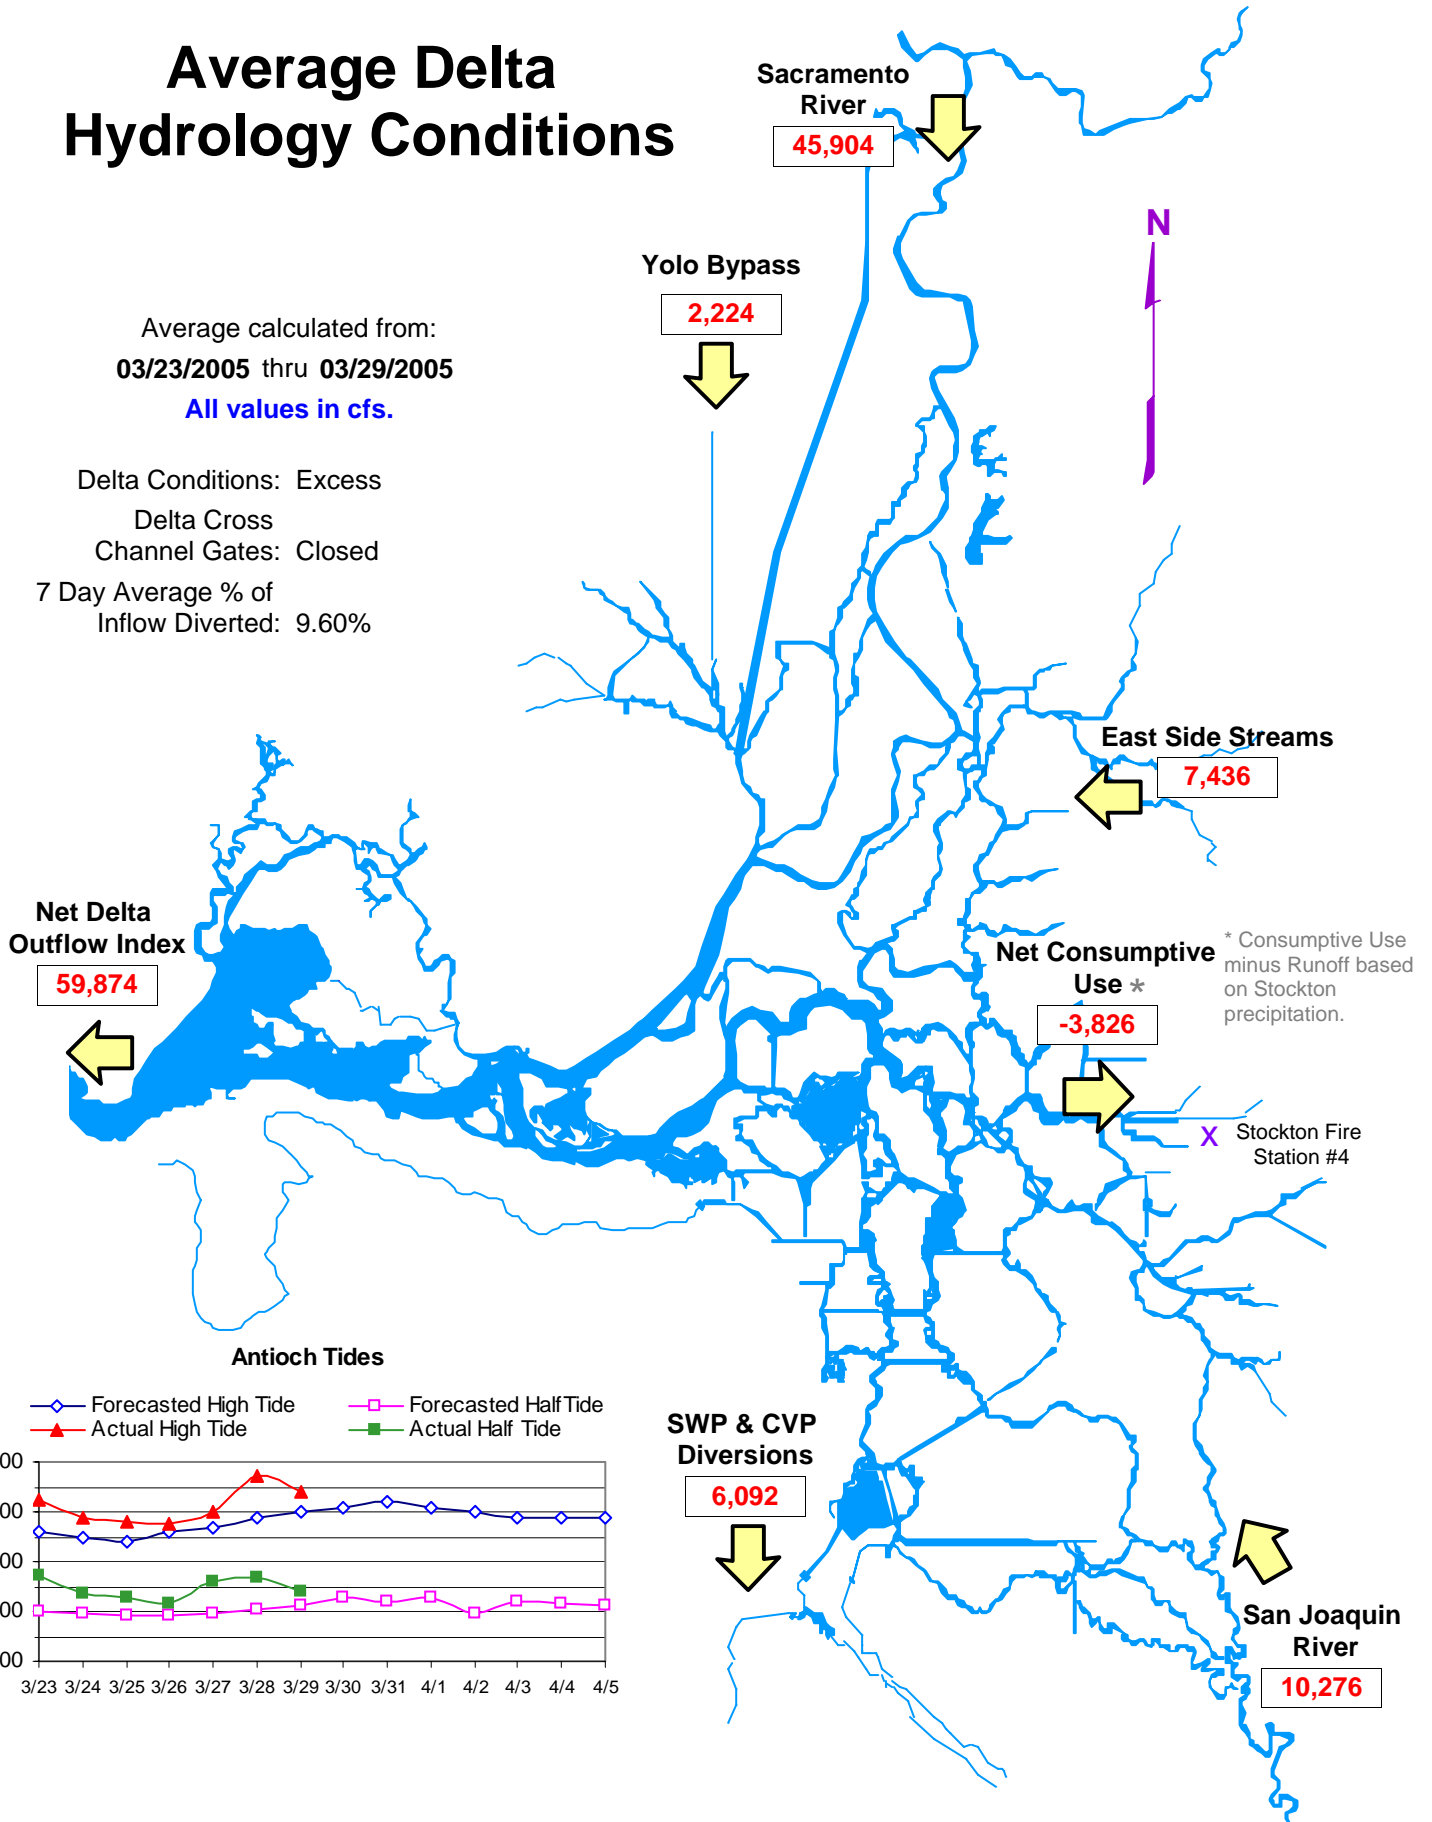 Average Delta
Hydrology Conditions
Sacramento
River
45,904
N
Yolo Bypass
2,224
Average calculated from:
03/23/2005 thru 03/29/2005
All values in cfs.
Delta Conditions: Excess
Delta Cross
Channel Gates: Closed
7 Day Average % of
Inflow Diverted: 9.60%
East Side Streams
7,436
Net Delta
Outflow Index
59,874
Net Consumptive
Use *
-3,826
* Consumptive Use
minus Runoff based
on Stockton
precipitation.
X Stockton Fire
Station #4
Antioch Tides
Forecasted High Tide
Forecasted Half Tide
Actual High Tide
Actual Half Tide
00
00
00
00
00
3/23 3/24 3/25 3/26 3/27 3/28 3/29 3/30 3/31 4/1 4/2 4/3 4/4 4/5
SWP & CVP
Diversions
6,092
San Joaquin
River
10,276